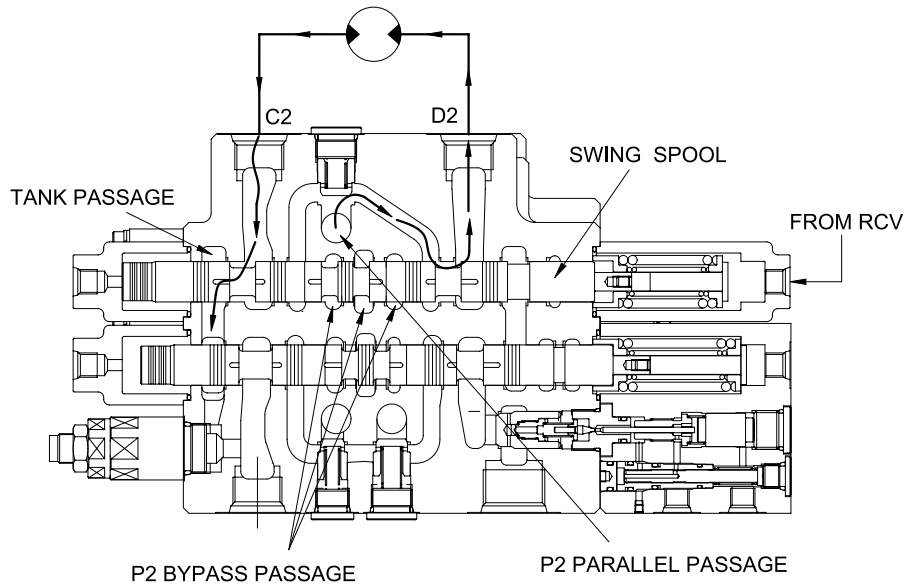 C2
D2
SWING SPOOL
TANK PASSAGE
FROM RCV
P2 BYPASS PASSAGE
P2 PARALLEL PASSAGE